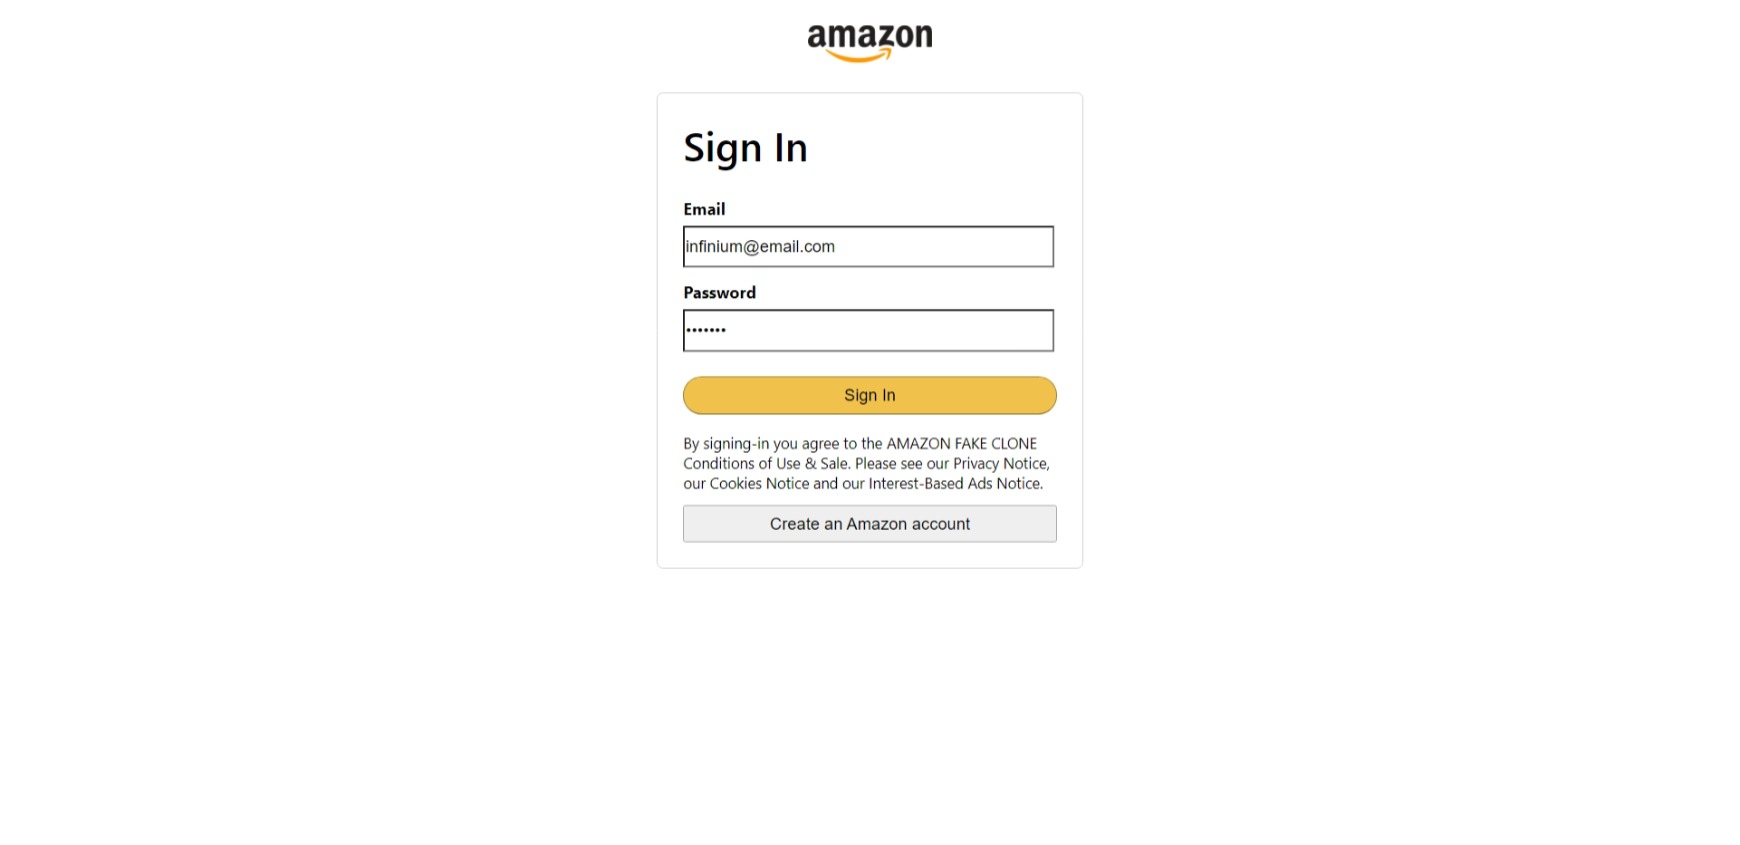 amazon
Sign In
Email
infinium@email.com
Password
•••••••
Sign In
By signing-in you agree to the AMAZON FAKE CLONE
Conditions of Use & Sale. Please see our Privacy Notice,
our Cookies Notice and our Interest-Based Ads Notice.
Create an Amazon account